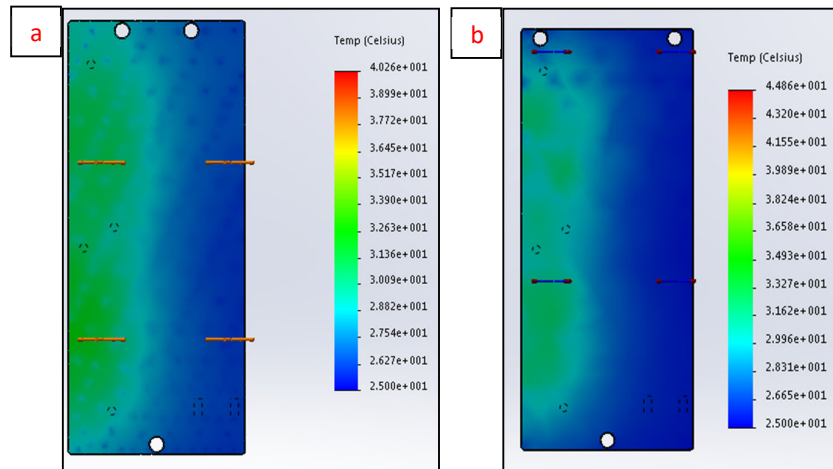 a
Temp (Celsius)
4.026e+001
3.899e+001
3.772e+001
3.645e+001
3.517e+001
3.390e+001
3.263e+001
3.136e+001
3.009e+001
2.882e+001
2.754e+001
2.627e+001
2.500e+001
b
Temp (Celsius)
4.486e+001
4.320e+001
4.155e+001
3.989e+001
3.824e+001
3.658e+001
3.493e+001
3.327e+001
3.162e+001
2.996e+001
2.831e+001
2.665e+001
2.500e+001